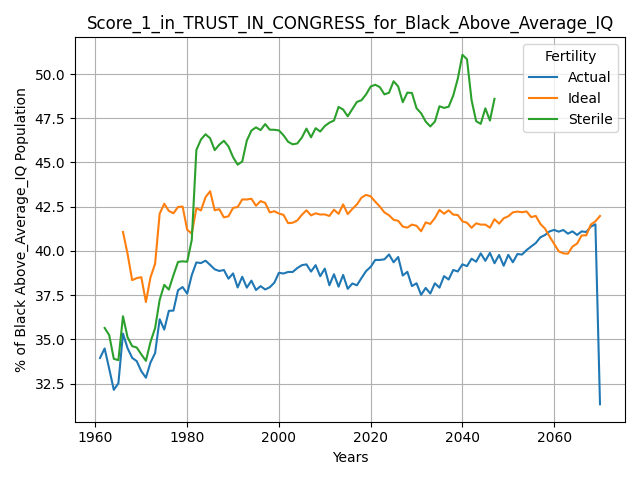 Score_1_in_TRUST_IN_CONGRESS_for_Black_Above_Average_IQ
% of Black Above_Average_IQ Population
50.0
47.5
45.0
42.5
40.0
37.5
35.0
32.5
Fertility
Actual
Ideal
Sterile
1960
1980
2000
2020
2040
2060
Years